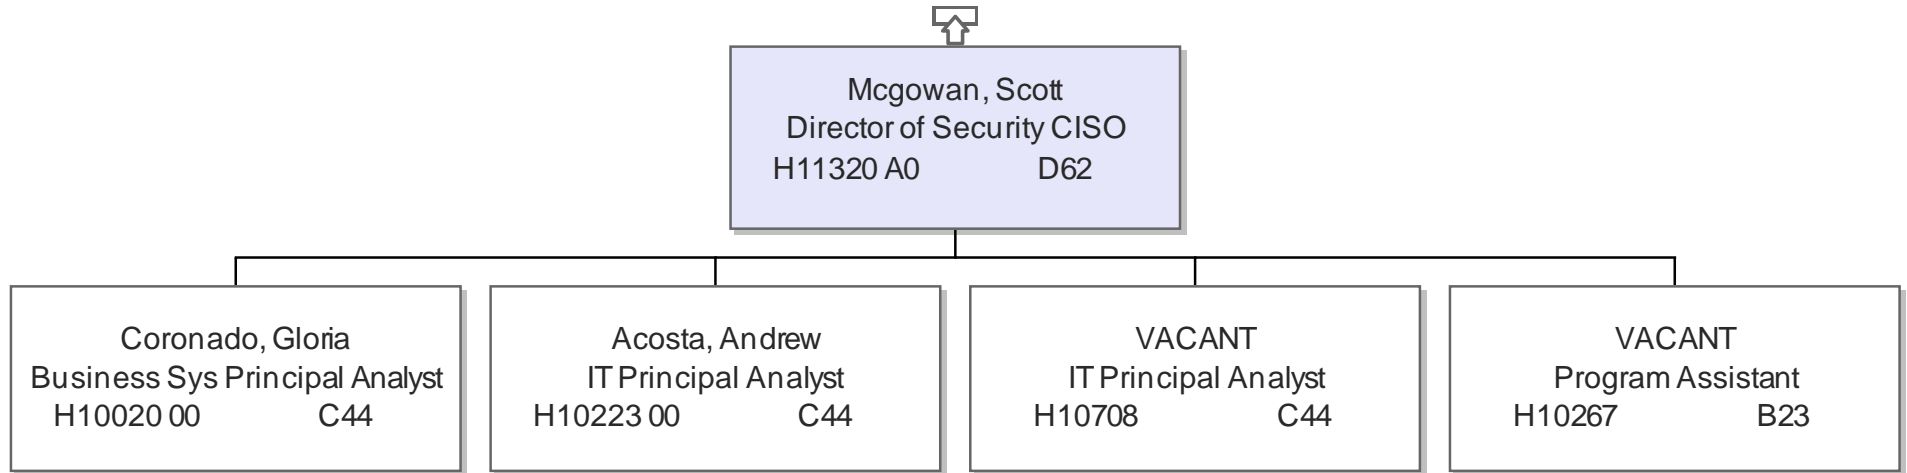 Mcgowan, Scott
Director of Security CISO
H11320 A0 D62
Coronado, Gloria
Business Sys Principal Analyst
H10020 00 C44
Acosta, Andrew
IT Principal Analyst
H10223 00 C44
VACANT
IT Principal Analyst
H10708 C44
VACANT
Program Assistant
H10267 B23